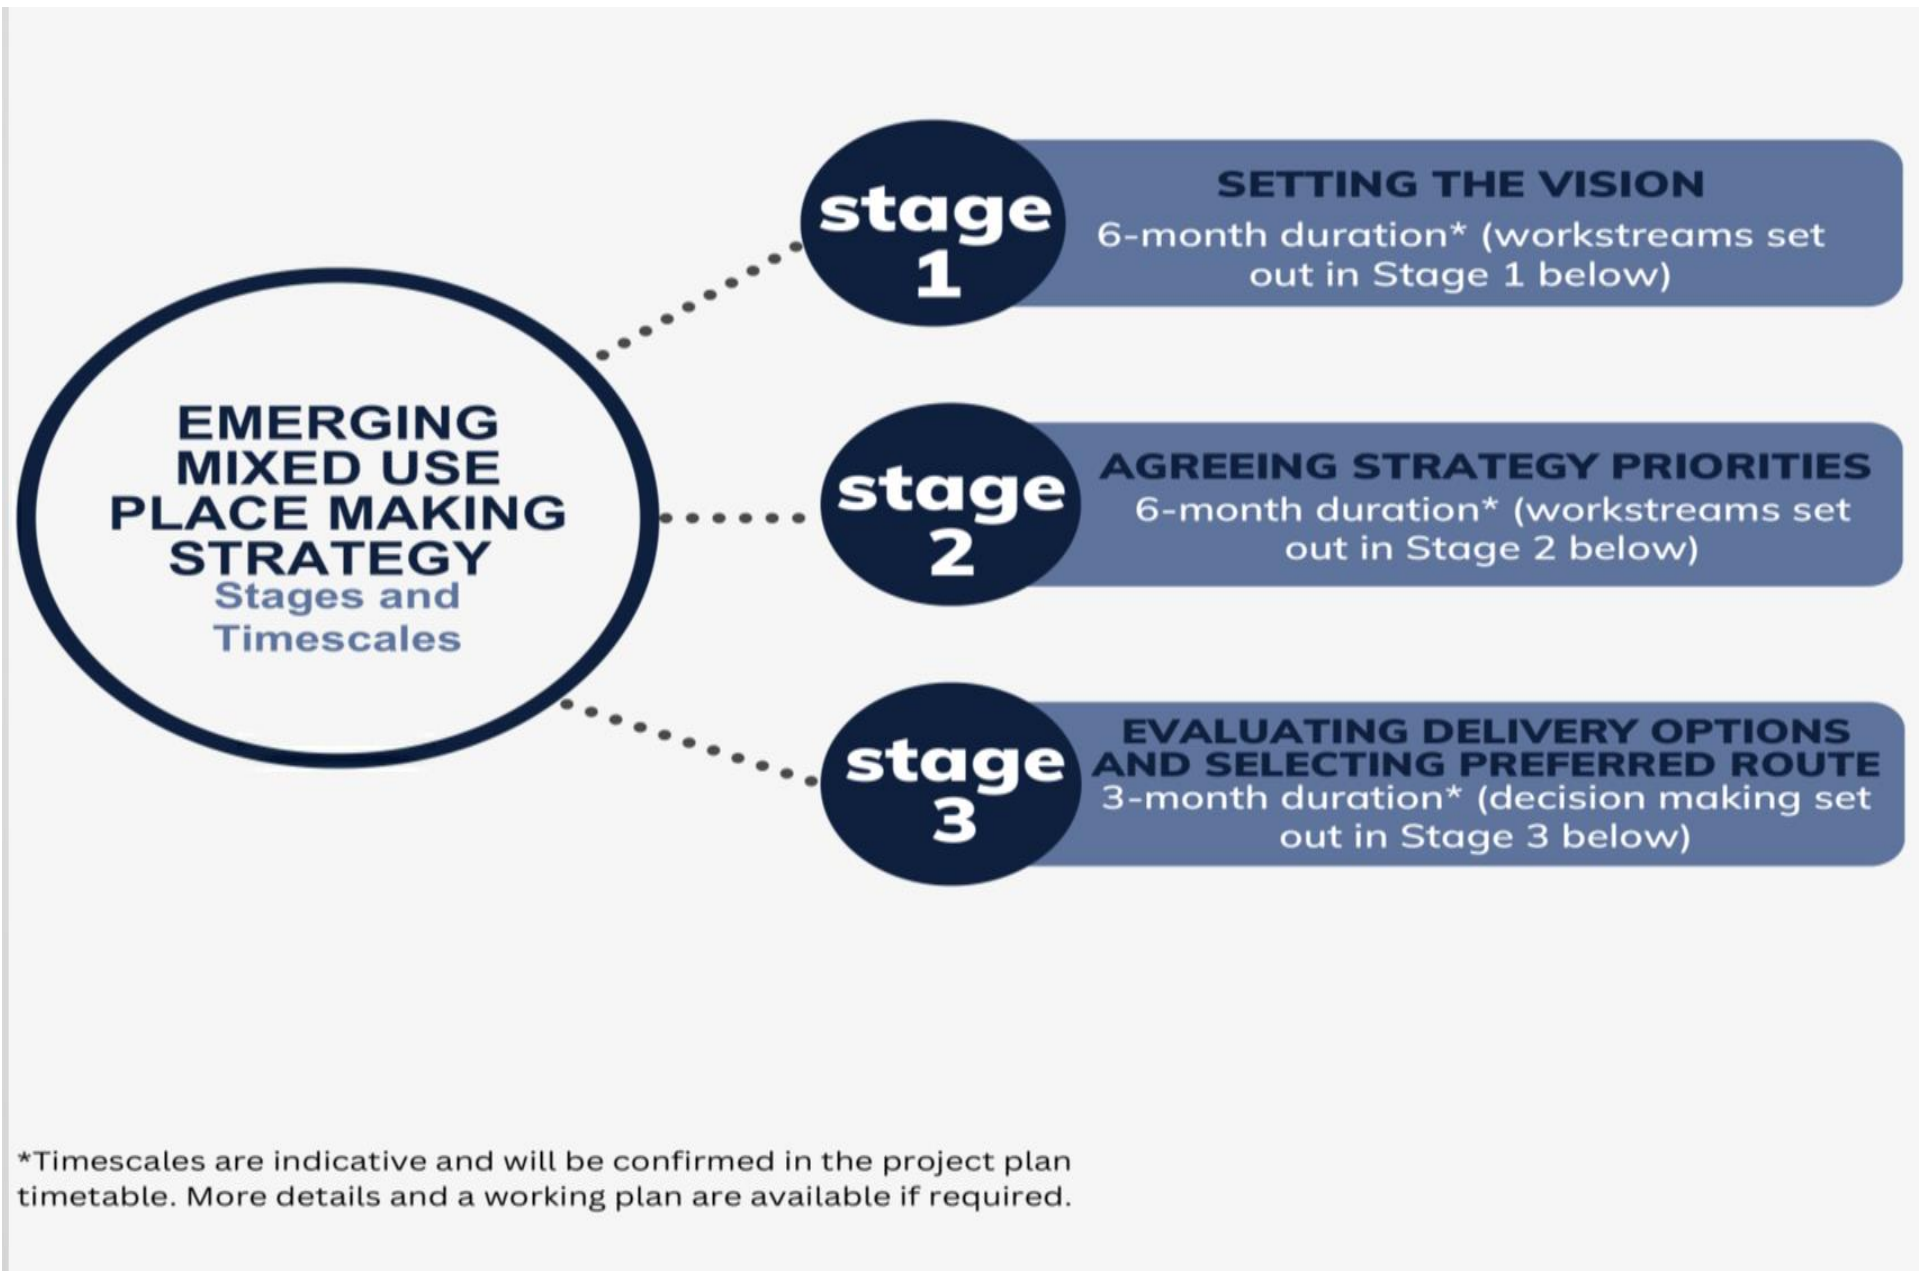 EMERGING
MIXED USE
PLACE MAKING
STRATEGY
Stages and
Timescales
stage
1
SETTING THE VISION
6-month duration* (workstreams set
out in Stage 1 below)
stage
2
AGREEING STRATEGY PRIORITIES
6-month duration* (workstreams set
out in Stage 2 below)
stage
3
EVALUATING DELIVERY OPTIONS
AND SELECTING PREFERRED ROUTE
3-month duration* (decision making set
out in Stage 3 below)
*Timescales are indicative and will be confirmed in the project plan
timetable. More details and a working plan are available if required.